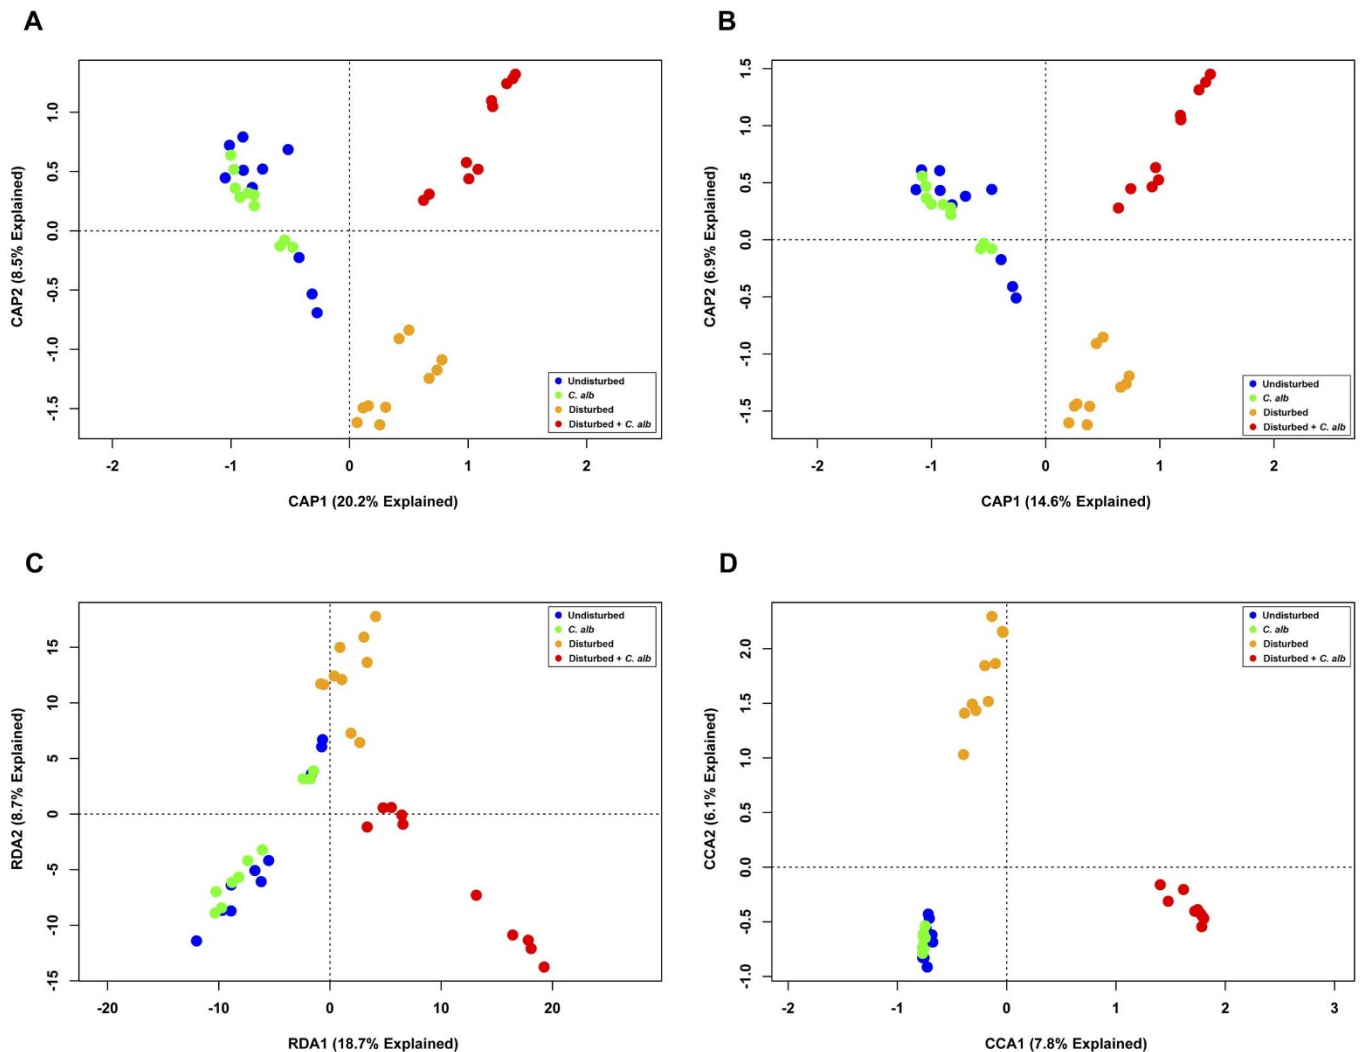 A
CAP2 (8.5% Explained)
1.0
0.5
0.0
-0.5
-1.0
-1.5
-2
-1
0
1
2
CAP1 (20.2% Explained)
Undisturbed
C. alb
Disturbed
Disturbed + C. alb
B
CAP2 (6.9% Explained)
1.5
1.0
0.5
0.0
-0.5
-1.0
-1.5
-2
-1
0
1
2
CAP1 (14.6% Explained)
Undisturbed
C. alb
Disturbed
Disturbed + C. alb
C
RDA2 (8.7% Explained)
15
10
5
0
-5
-10
-15
-20
-10
0
10
20
RDA1 (18.7% Explained)
Undisturbed
C. alb
Disturbed
Disturbed + C. alb
D
CCA2 (6.1% Explained)
2.0
1.5
1.0
0.5
0.0
-0.5
-1.0
-2
-1
0
1
2
3
CCA1 (7.8% Explained)
Undisturbed
C. alb
Disturbed
Disturbed + C. alb